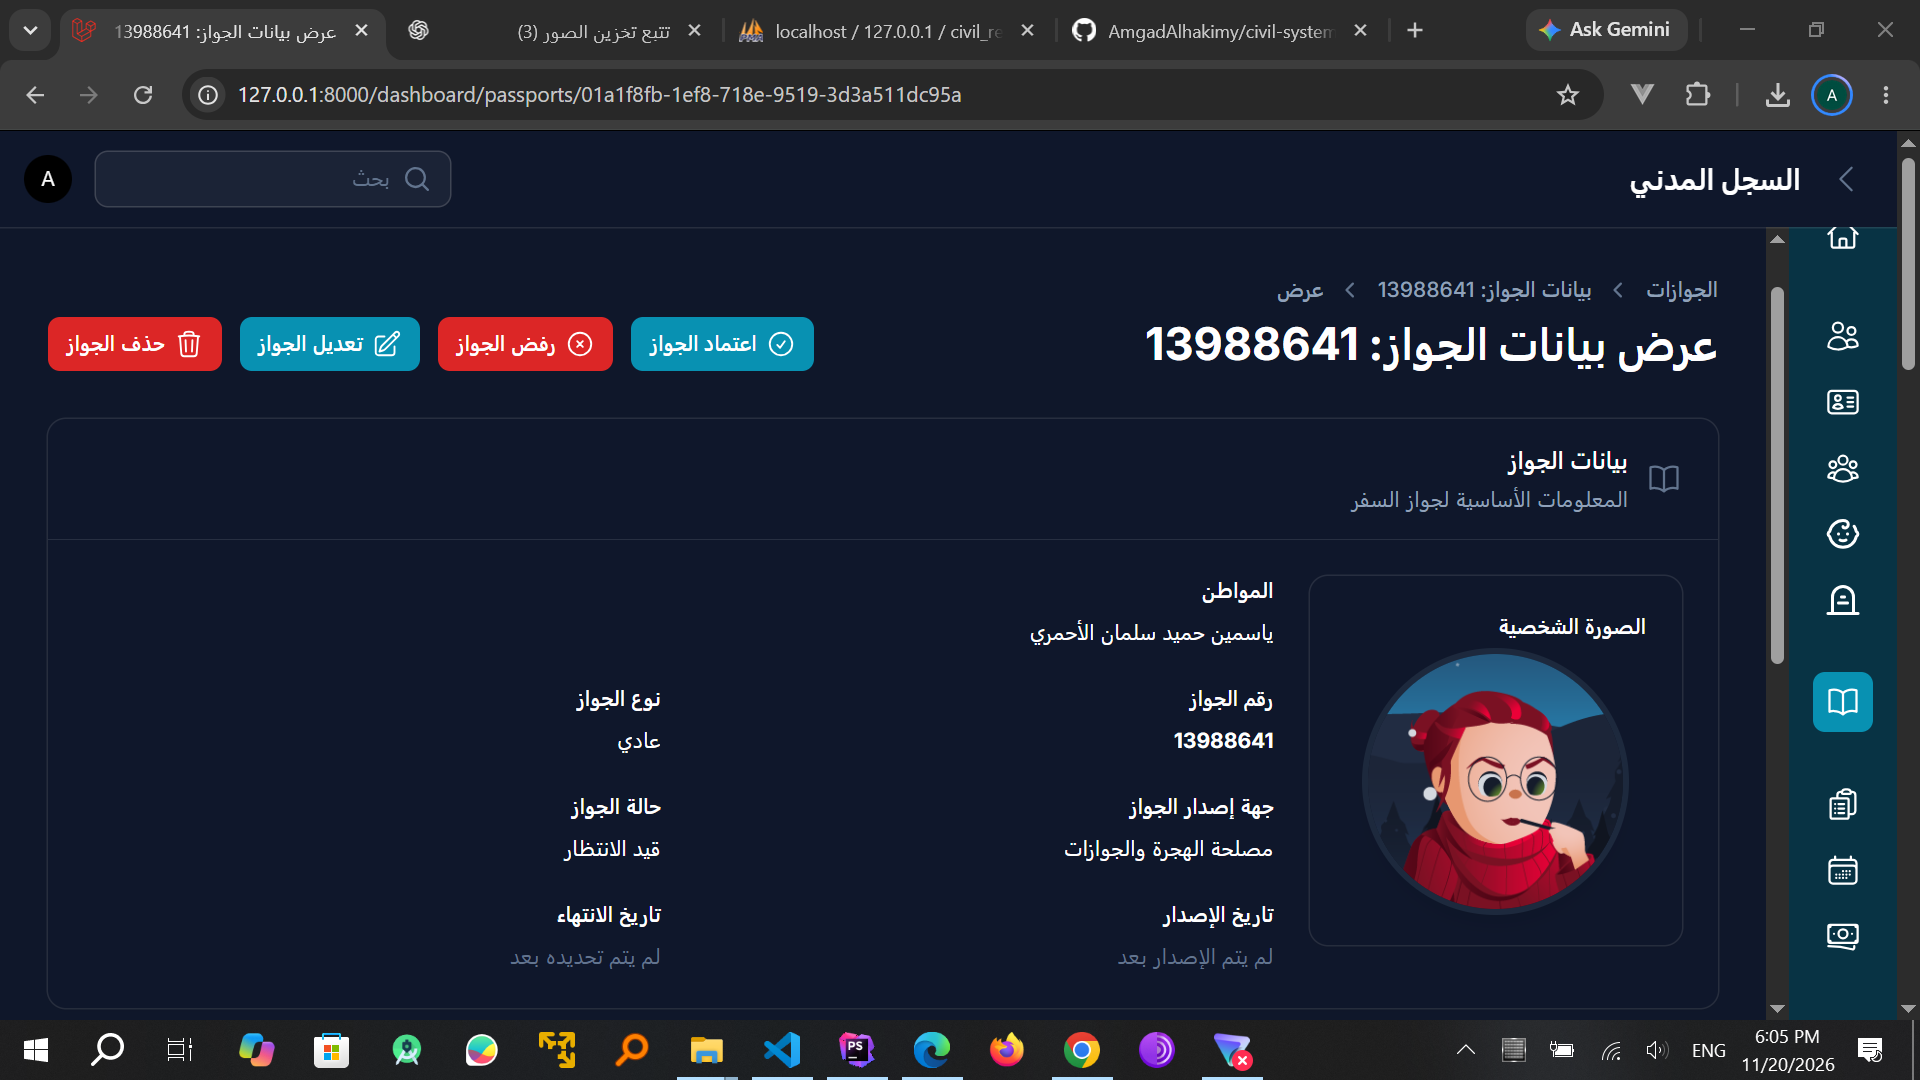 عرض بيانات الجواز: 13988641
تتبع تخزين الصور (3)
localhost / 127.0.0.1 / civil_re
AmgadAlhakimy/civil-system
Ask Gemini
127.0.0.1:8000/dashboard/passports/01a1f8fb-1ef8-718e-9519-3d3a511dc95a
A
السجل المدني
بحث
A
الجوازات
بيانات الجواز: 13988641
عرض
عرض بيانات الجواز: 13988641
اعتماد الجواز
رفض الجواز
تعديل الجواز
حذف الجواز
بيانات الجواز
المعلومات الأساسية لجواز السفر
الصورة الشخصية
المواطن
ياسمين حميد سلمان الأحمري
رقم الجواز
13988641
نوع الجواز
عادي
جهة إصدار الجواز
مصلحة الهجرة والجوازات
حالة الجواز
قيد الانتظار
تاريخ الإصدار
لم يتم الإصدار بعد
تاريخ الانتهاء
لم يتم تحديده بعد
PS
ENG
6:05 PM
11/20/2026